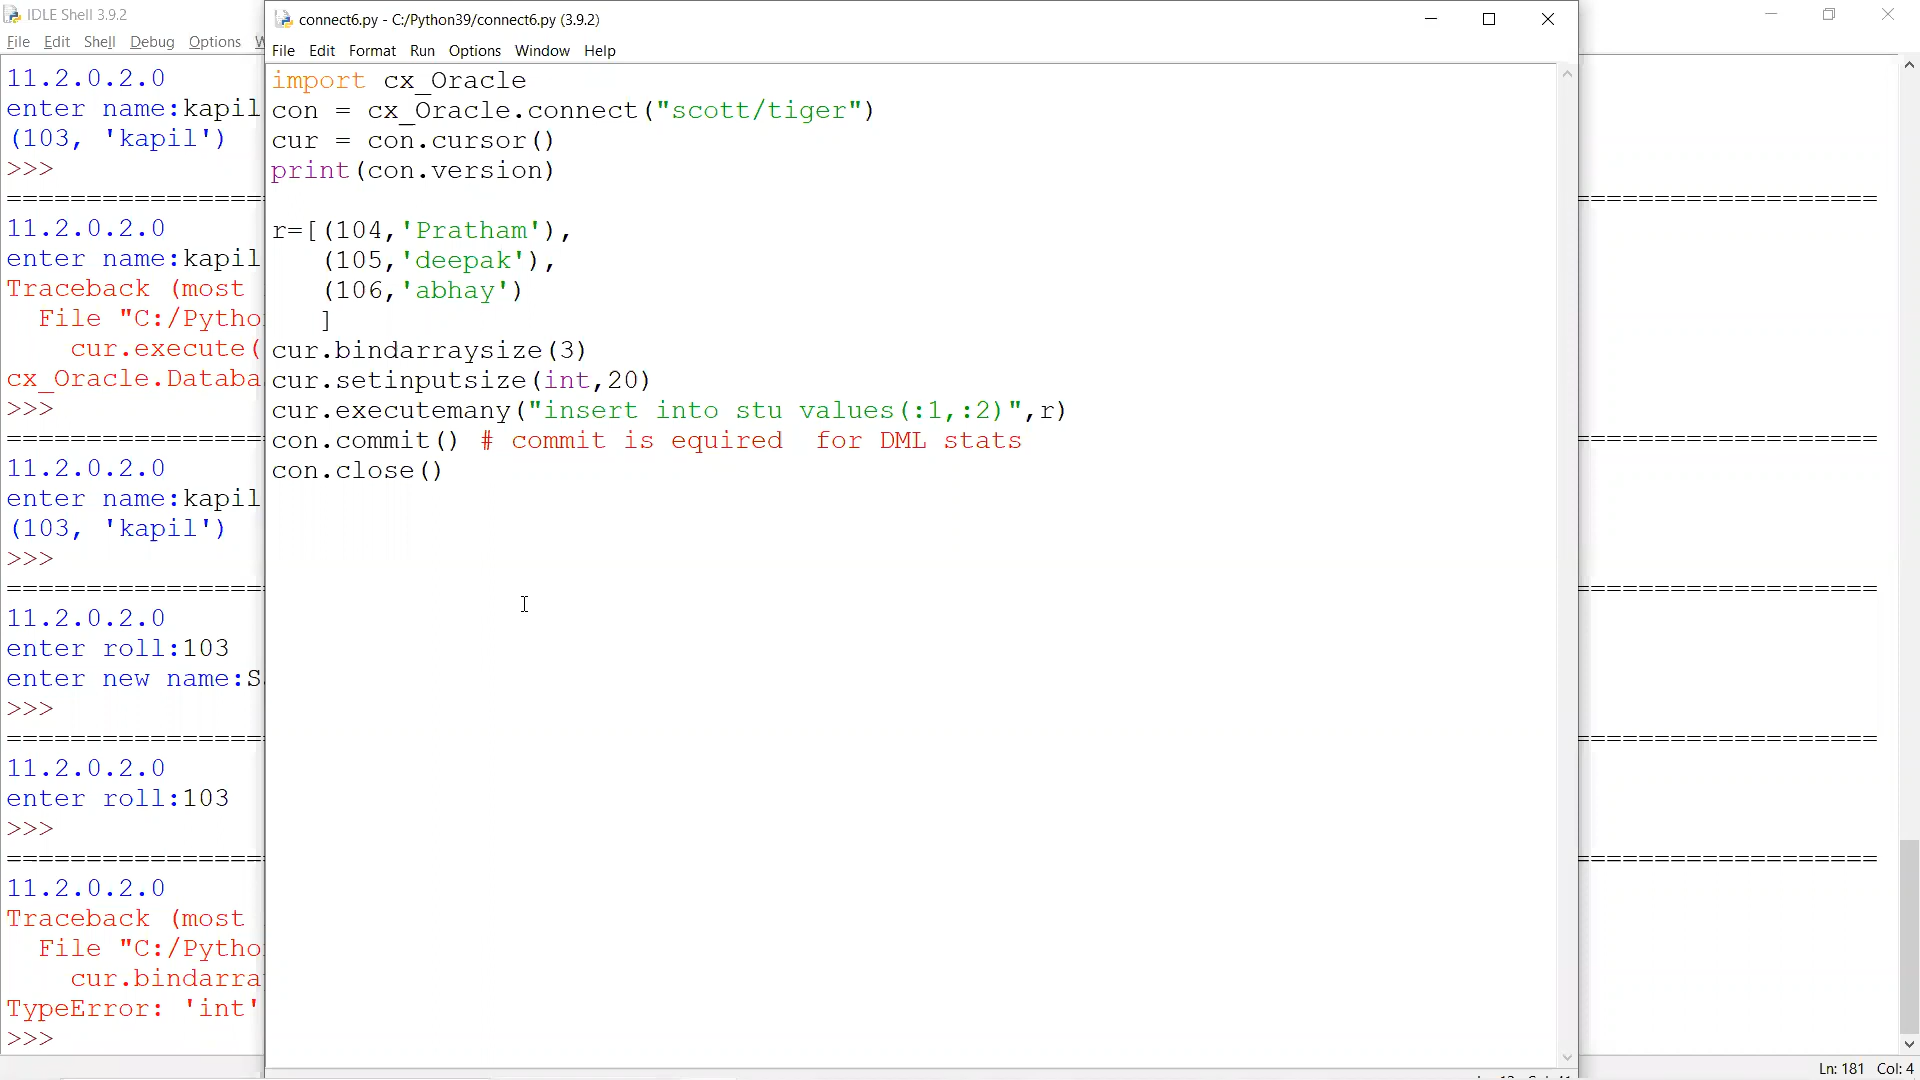 IDLE Shell 3.9.2
File Edit Shell Debug Options
11.2.0.2.0
enter name:kapil
(103, 'kapil')
>>>
11.2.0.2.0
enter name:kapil
Traceback (most
File "C:/Pytho
cur.execute(
cx_Oracle.Databa
>>>
11.2.0.2.0
enter name:kapil
(103, 'kapil')
>>>
11.2.0.2.0
enter roll:103
enter new name:S
>>>
11.2.0.2.0
enter roll:103
>>>
11.2.0.2.0
Traceback (most
File "C:/Pytho
cur.bindarra
TypeError: 'int'
>>>
connect6.py - C:/Python39/connect6.py (3.9.2)
File Edit Format Run Options Window Help
import cx_Oracle
con = cx_Oracle.connect("scott/tiger")
cur = con.cursor()
print(con.version)
r=[(104,'Pratham'),
(105,'deepak'),
(106,'abhay')
]
cur.bindarraysize(3)
cur.setinputsize(int,20)
cur.executemany("insert into stu values(:1,:2)",r)
con.commit() # commit is equired  for DML stats
con.close()
Ln: 181 Col: 4